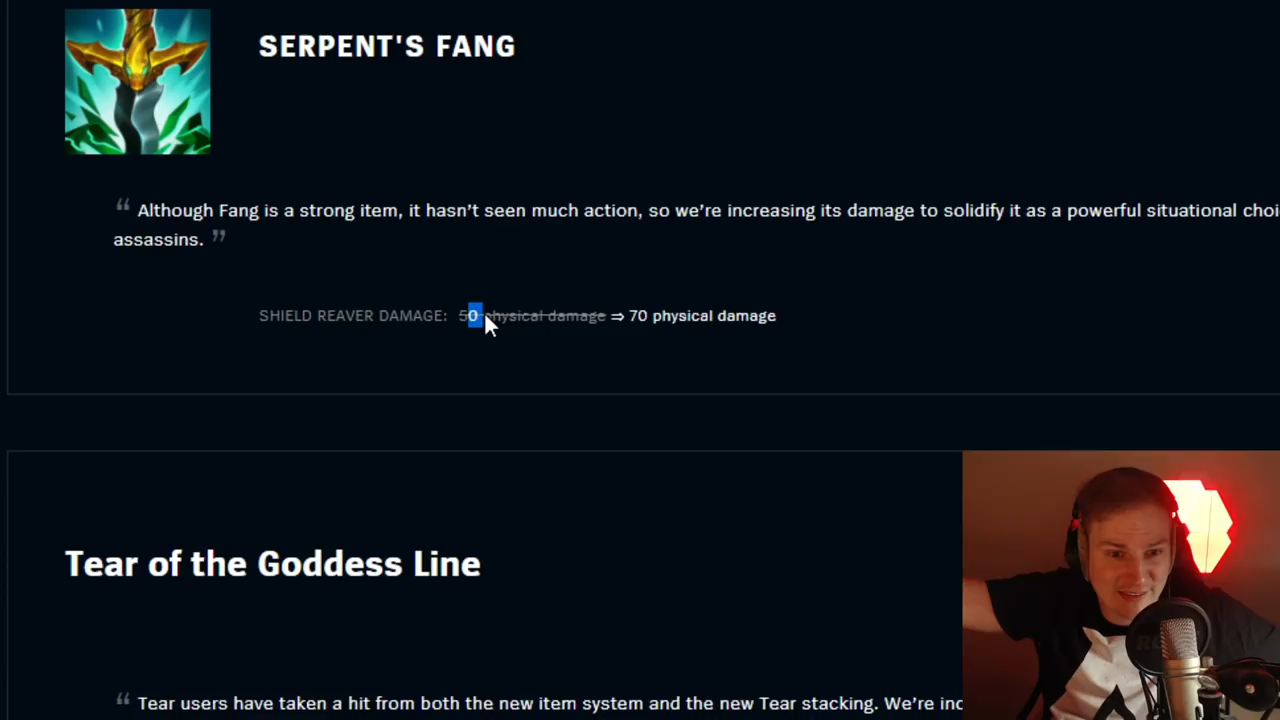 SERPENT'S FANG
“ Although Fang is a strong item, it hasn't seen much action, so we're increasing its damage to solidify it as a powerful situational
assassins. ”
SHIELD REAVER DAMAGE: 50 physical damage ⇒ 70 physical damage
Tear of the Goddess Line
“ Tear users have taken a hit from both the new item system and the new Tear stacking. We're